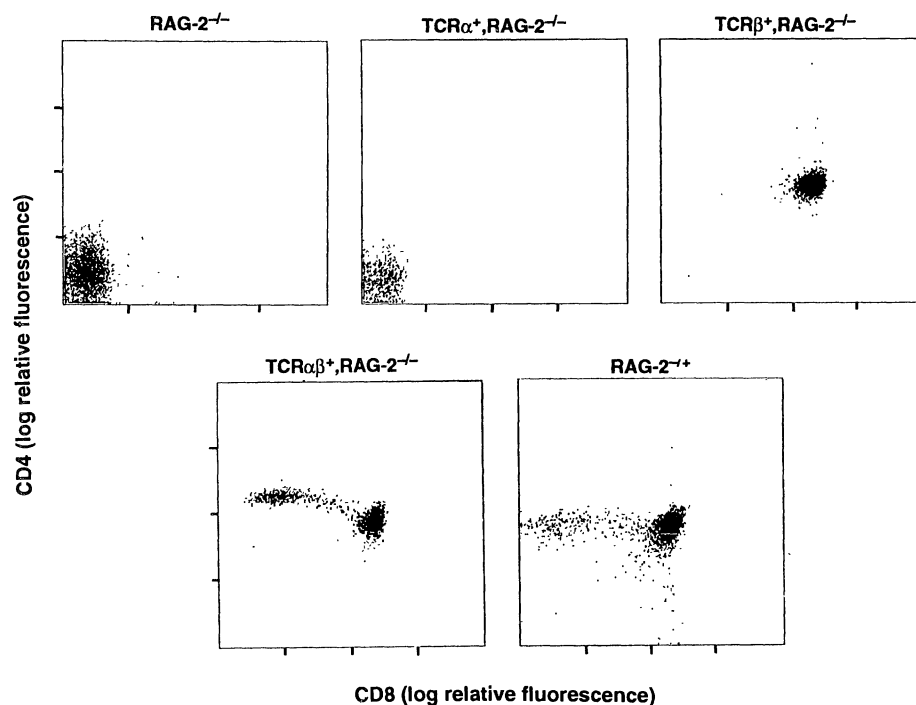 RAG-2–/–
TCRα+,RAG-2–/–
TCRβ+,RAG-2–/–
CD4 (log relative fluorescence)
TCRαβ+,RAG-2–/–
RAG-2–/+
CD8 (log relative fluorescence)